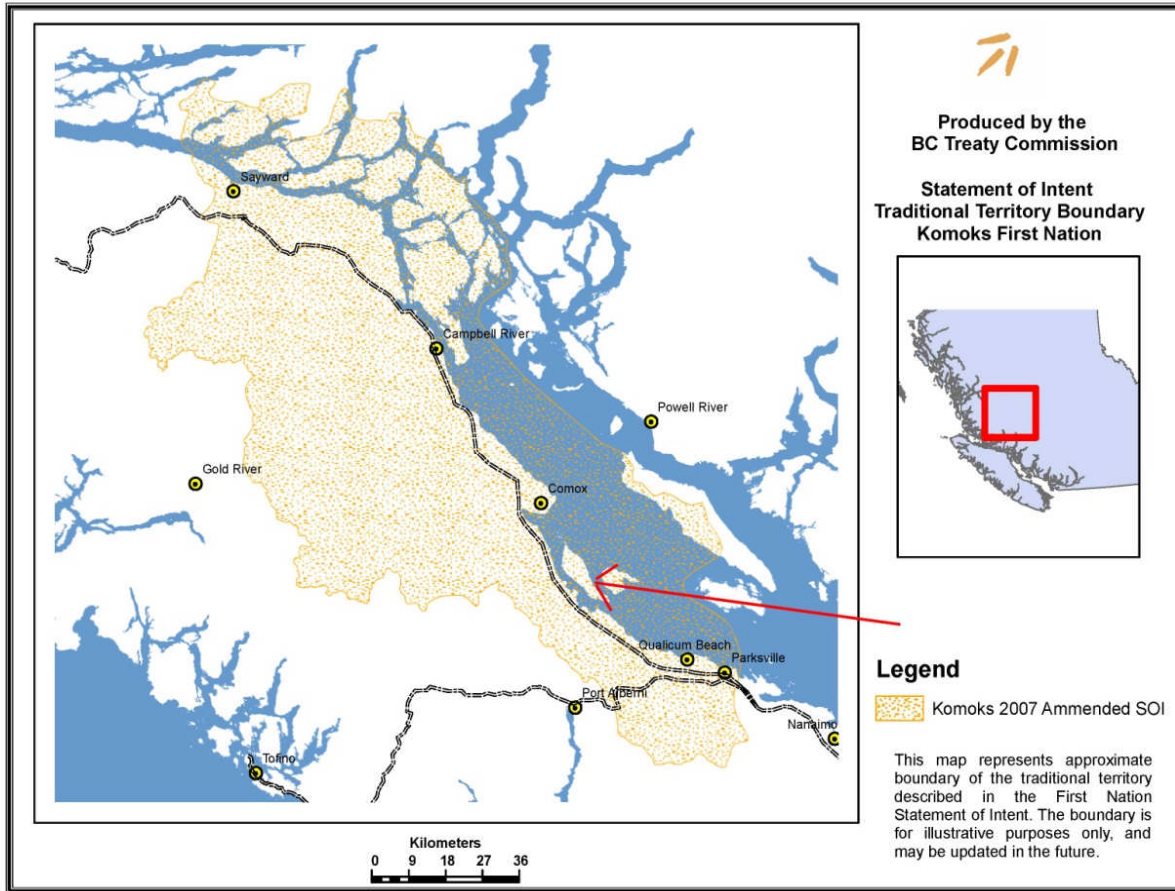 Produced by the
BC Treaty Commission
Statement of Intent
Traditional Territory Boundary
Komoks First Nation
Sayward
Campbell River
Powell River
Gold River
Comox
Qualicum Beach
Parksville
Port Alberni
Nanaimo
Tofino
Legend
Komoks 2007 Ammended SOI
This map represents approximate
boundary of the traditional territory
described in the First Nation
Statement of Intent. The boundary is
for illustrative purposes only, and
may be updated in the future.
Kilometers
0 9 18 27 36